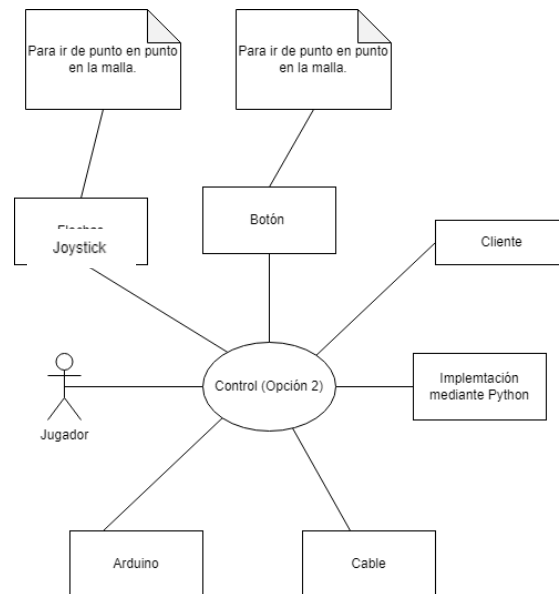 Para ir de punto en punto
en la malla.
Para ir de punto en punto
en la malla.
Joystick
Botón
Cliente
Control (Opción 2)
Implemtación
mediante Python
Jugador
Arduino
Cable